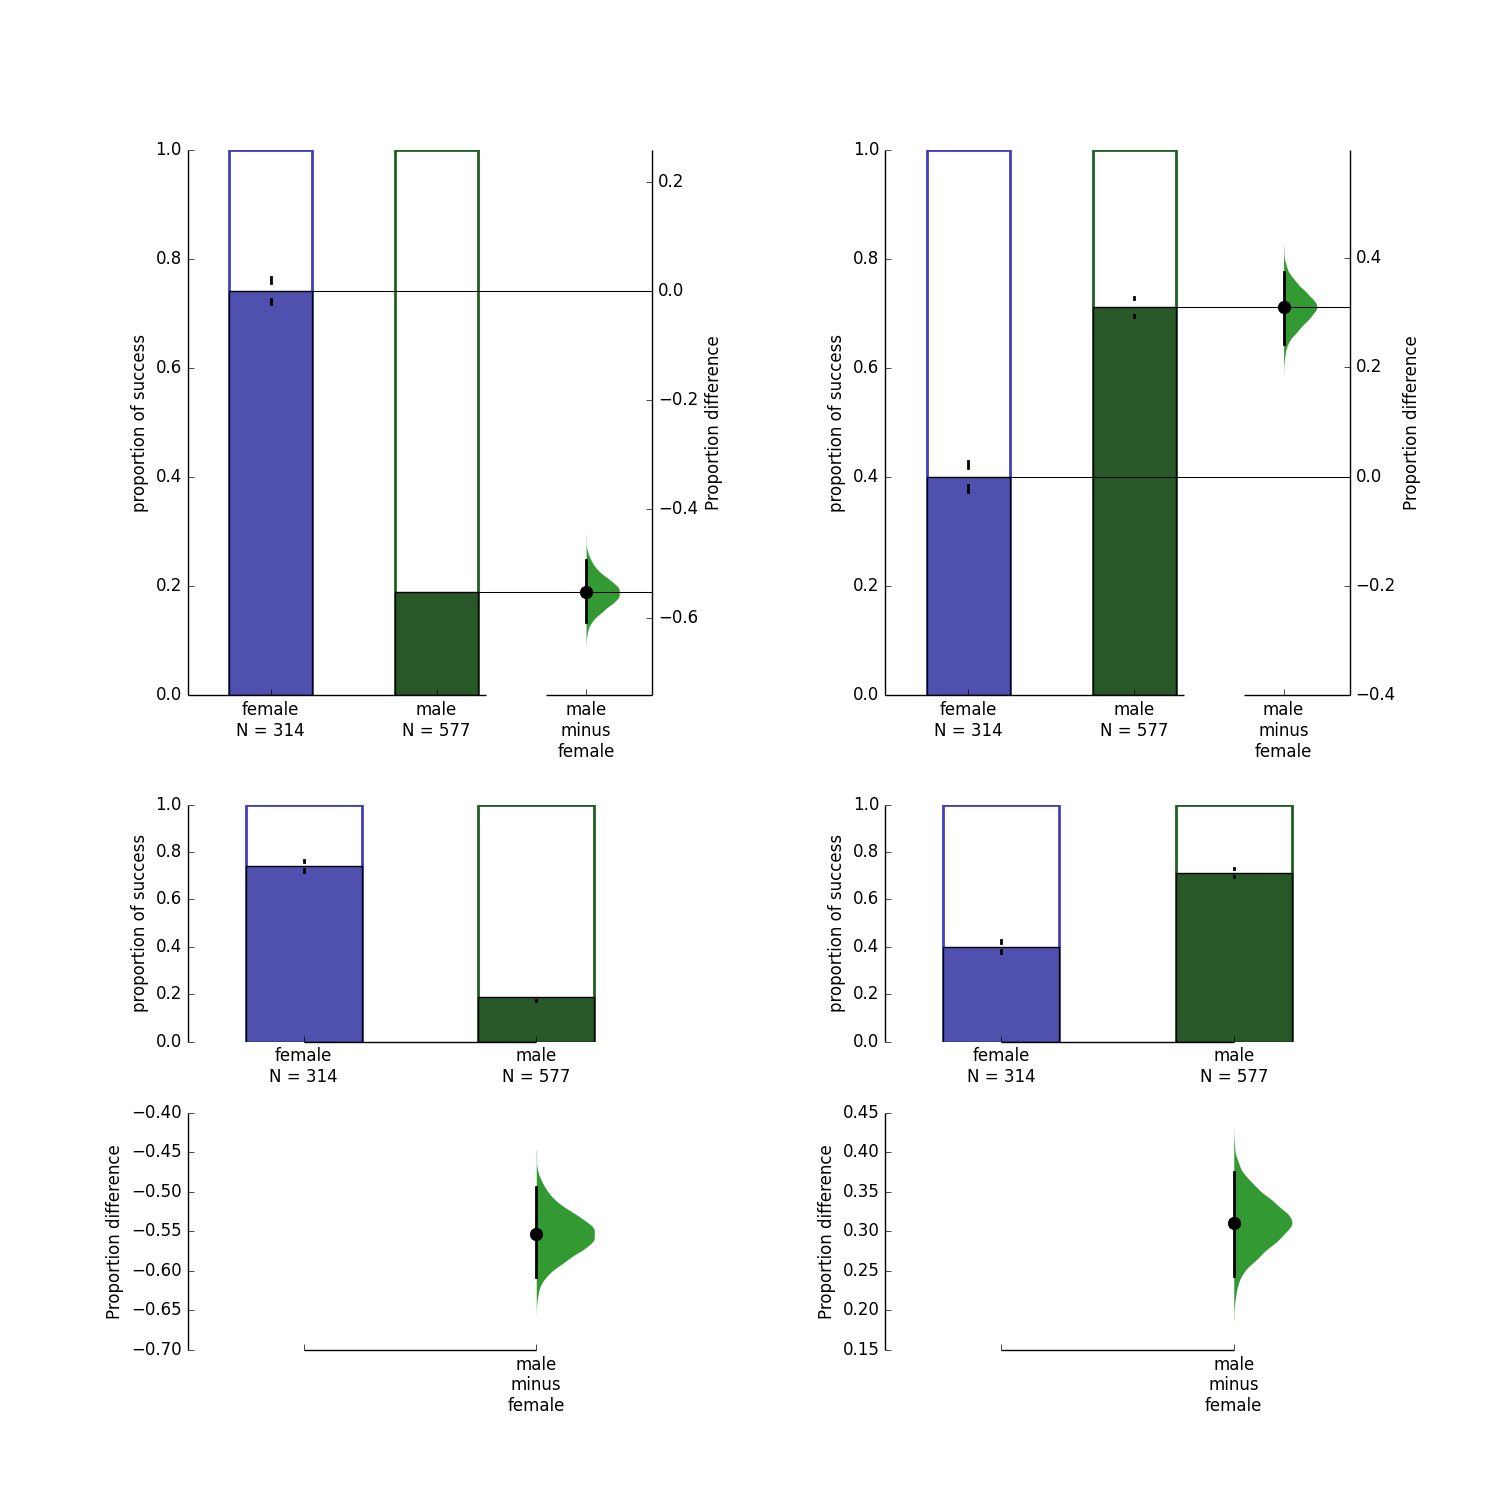 1.0
0.8
0.6
0.4
0.2
0.0
proportion of success
female
N = 314
male
N = 577
0.2
0.0
−0.2
−0.4
−0.6
Proportion difference
male
minus
female
1.0
0.8
0.6
0.4
0.2
0.0
proportion of success
female
N = 314
male
N = 577
0.4
0.2
0.0
−0.2
−0.4
Proportion difference
male
minus
female
1.0
0.8
0.6
0.4
0.2
0.0
proportion of success
female
N = 314
male
N = 577
1.0
0.8
0.6
0.4
0.2
0.0
proportion of success
female
N = 314
male
N = 577
−0.40
−0.45
−0.50
−0.55
−0.60
−0.65
−0.70
Proportion difference
male
minus
female
0.45
0.40
0.35
0.30
0.25
0.20
0.15
Proportion difference
male
minus
female